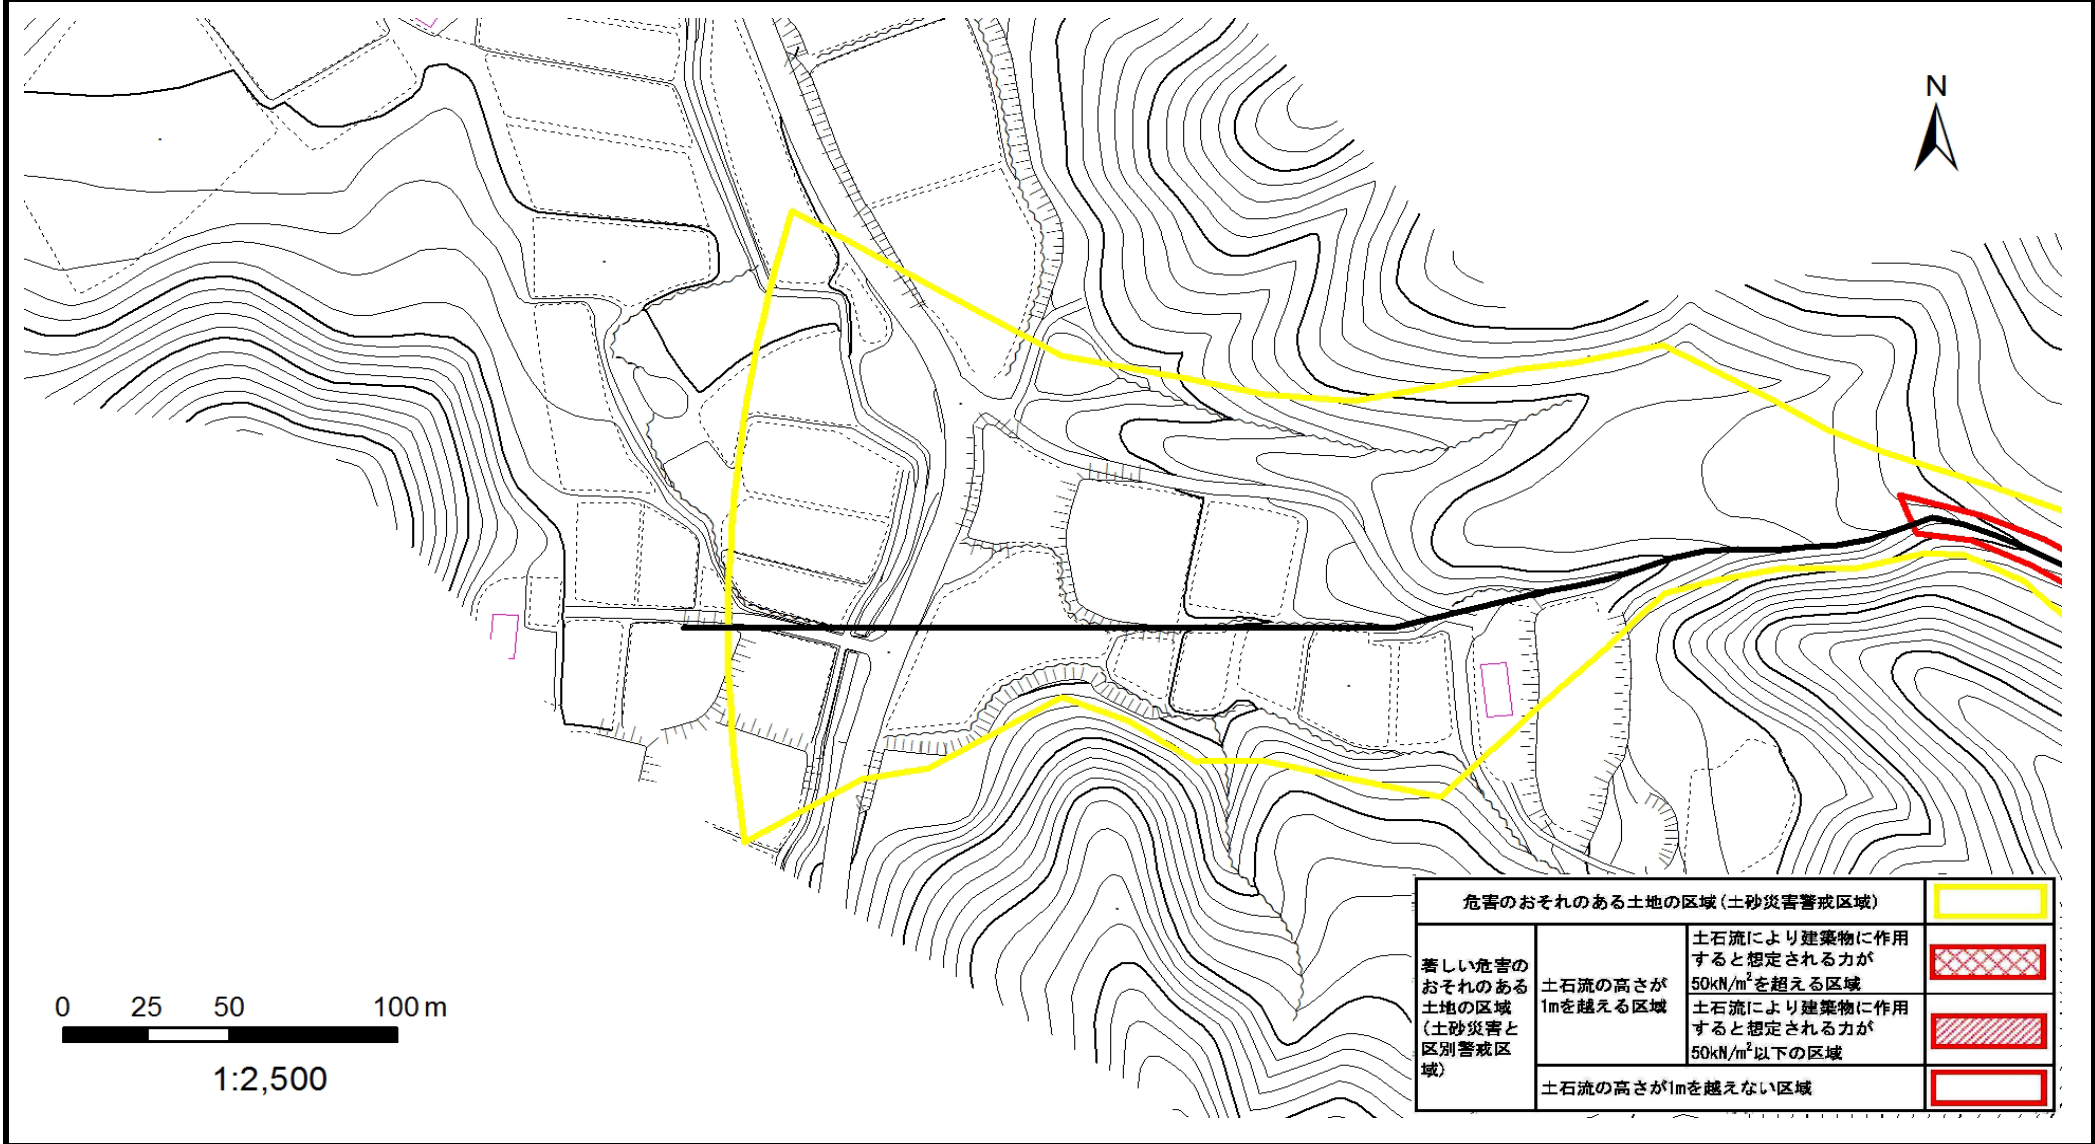 N
危害のおそれのある土地の区域(土砂災害警戒区域)
著しい危害の
おそれのある
土地の区域
(土砂災害と
区別警戒区
域)
土石流の高さが
1mを越える区域
土石流により建築物に作用
すると想定される力が
50kN/m²を超える区域
土石流により建築物に作用
すると想定される力が
50kN/m²以下の区域
土石流の高さが1mを越えない区域
0 25 50 100 m
1:2,500